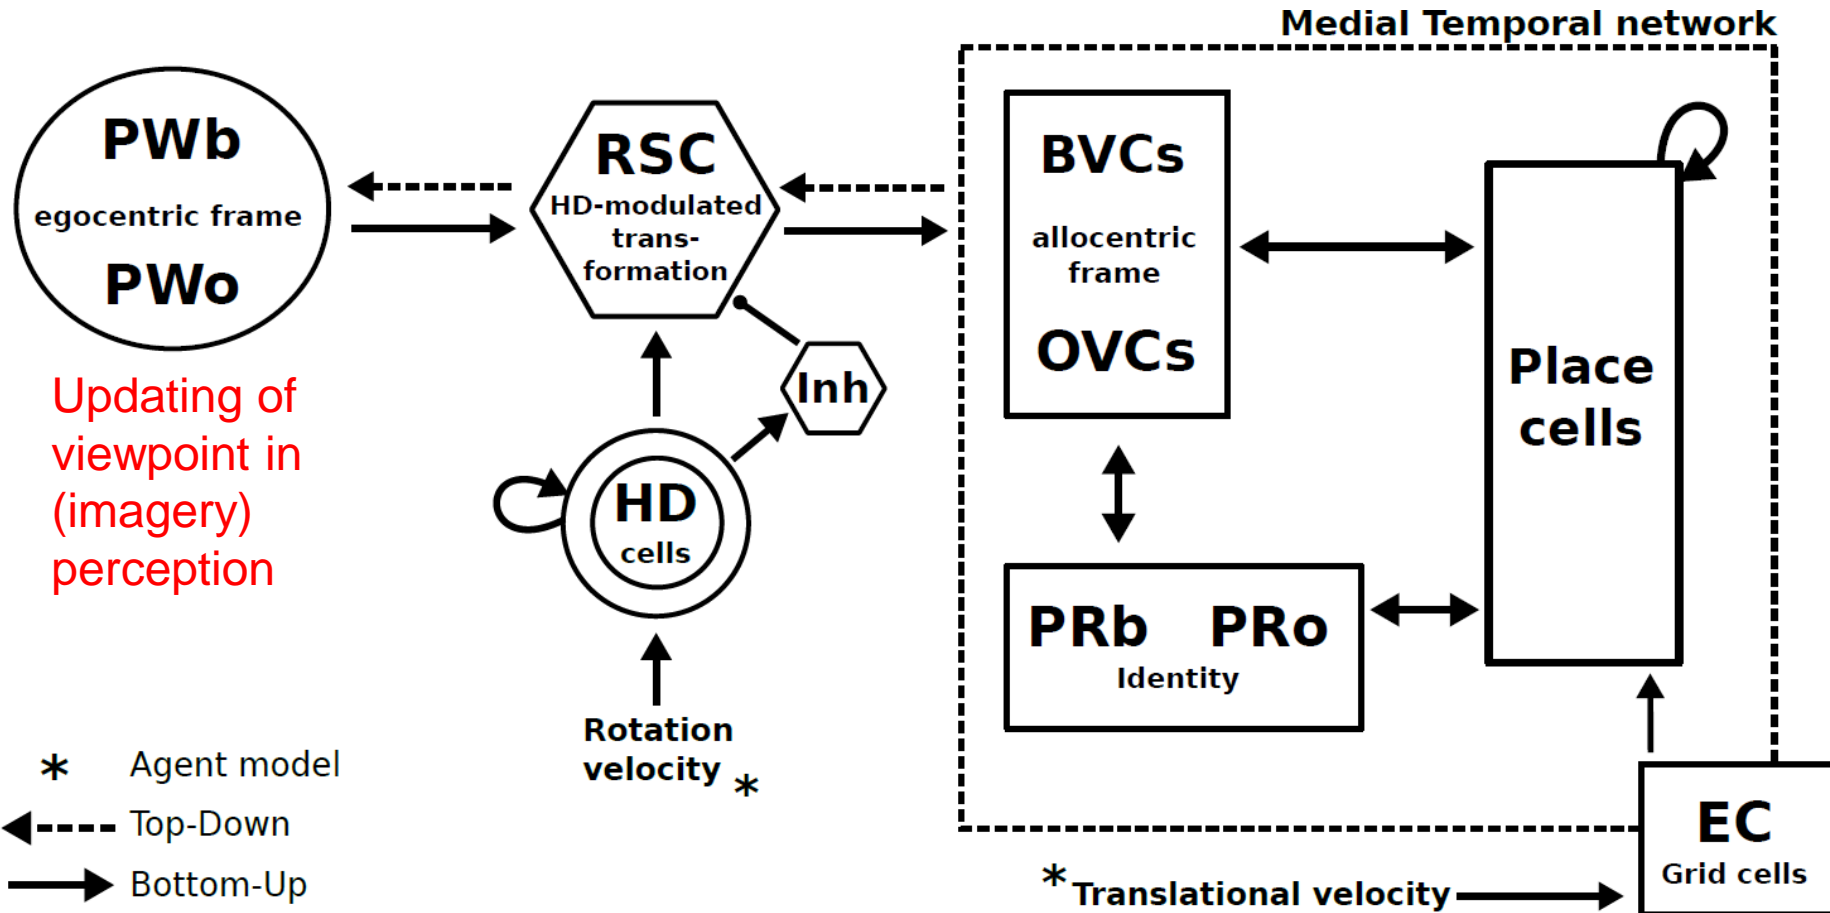 Medial Temporal network
PWb
egocentric frame
PWo
RSC
HD-modulated
trans-
formation
Inh
HD
cells
Rotation
velocity *
BVCs
allocentric
frame
OVCs
Place
cells
PRb PRo
Identity
EC
Grid cells
* Translational velocity
Updating of
viewpoint in
(imagery)
perception
* Agent model
Top-Down
Bottom-Up